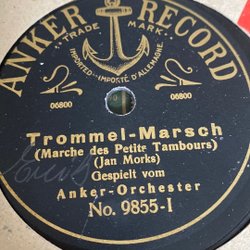 ANKER RECORD
"TRADE MARK"
IMPORTED-IMPORTÉ D'ALLEMAGNE
06800 06800
Trommel-Marsch
(Marche des Petits Tambours)
(Jan Morks)
Gespielt vom
Anker-Orchester
No. 9855-I